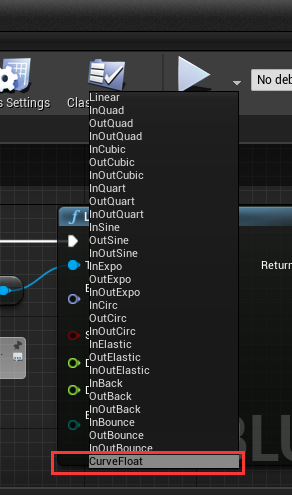 s Settings
Clas
No deb
Linear
InQuad
OutQuad
InOutQuad
InCubic
OutCubic
InOutCubic
InQuart
OutQuart
InOutQuart
InSine
OutSine
InOutSine
InExpo
OutExpo
InOutExpo
InCirc
OutCirc
InOutCirc
InElastic
OutElastic
InOutElastic
InBack
OutBack
InOutBack
InBounce
OutBounce
InOutBounce
CurveFloat
f
Return
BLU